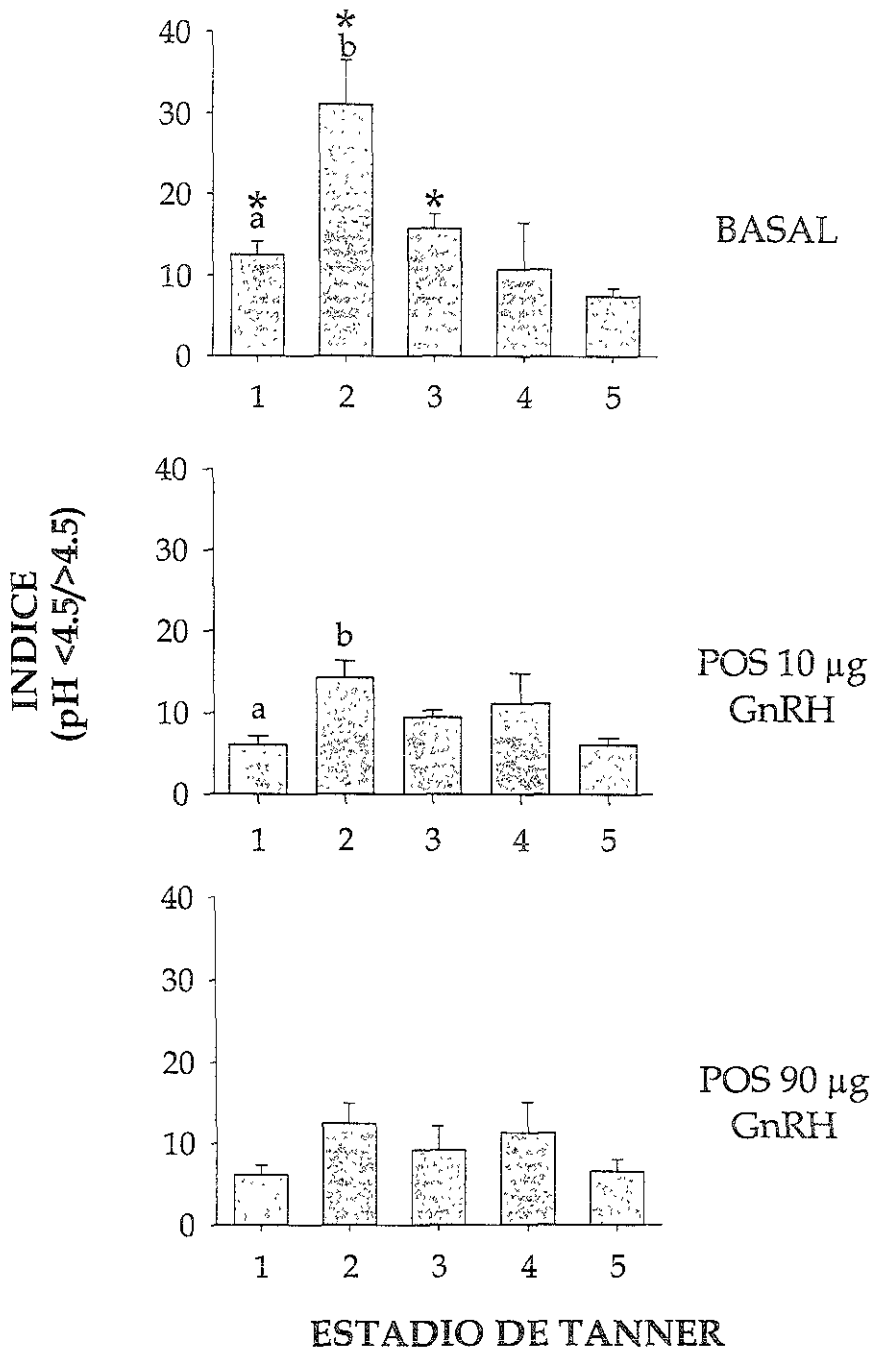 40
30
20
10
0
*
a
*
b
*
1 2 3 4 5
BASAL
INDICE
(pH <4.5/>4.5)
40
30
20
10
0
a
b
1 2 3 4 5
POS 10 µg
GnRH
40
30
20
10
0
1 2 3 4 5
POS 90 µg
GnRH
ESTADIO DE TANNER